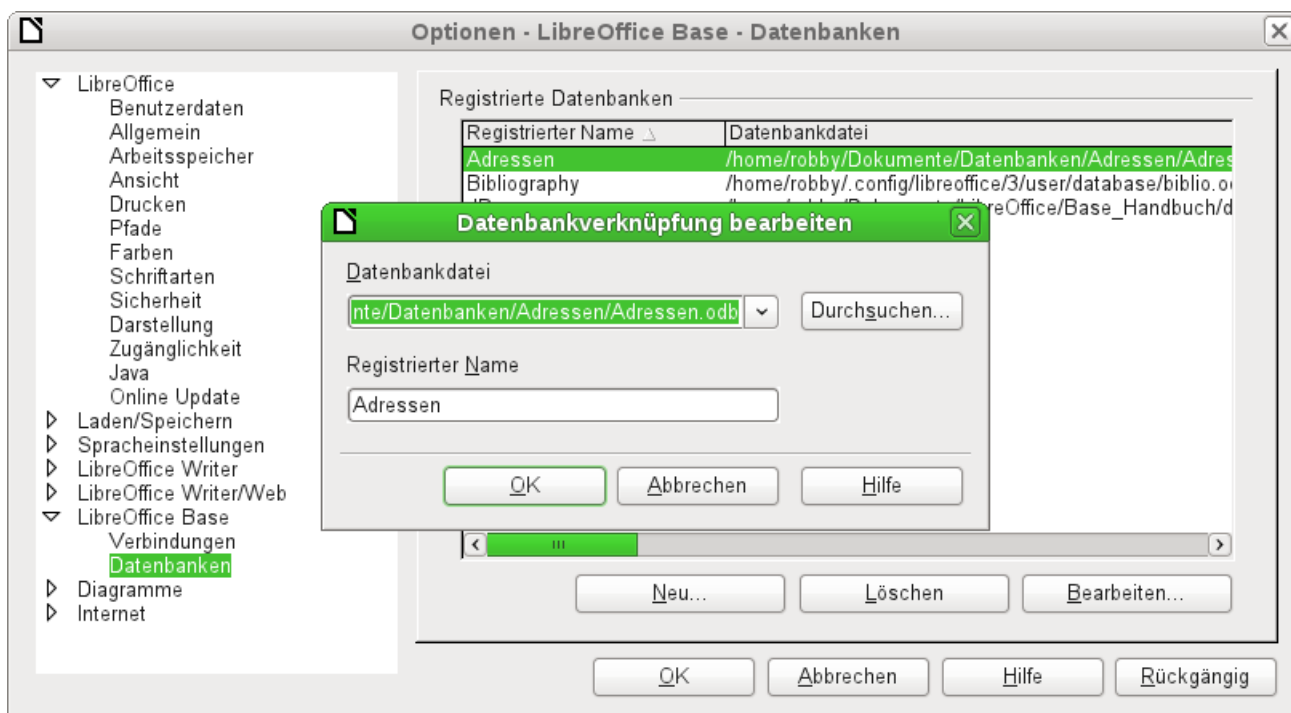 Optionen - LibreOffice Base - Datenbanken
LibreOffice
Benutzerdaten
Allgemein
Arbeitsspeicher
Ansicht
Drucken
Pfade
Farben
Schriftarten
Sicherheit
Darstellung
Zugänglichkeit
Java
Online Update
Laden/Speichern
Spracheinstellungen
LibreOffice Writer
LibreOffice Writer/Web
LibreOffice Base
Verbindungen
Datenbanken
Diagramme
Internet
Registrierte Datenbanken
Registrierter Name Datenbankdatei
Adressen /home/robby/Dokumente/Datenbanken/Adressen/Adres
Bibliography /home/robby/.config/libreoffice/3/user/database/biblio.o
/Base_Handbuch/d
Datenbankverknüpfung bearbeiten
Datenbankdatei
nte/Datenbanken/Adressen/Adressen.odb
Durchsuchen...
Registrierter Name
Adressen
OK Abbrechen Hilfe
Neu... Löschen Bearbeiten...
OK Abbrechen Hilfe Rückgängig